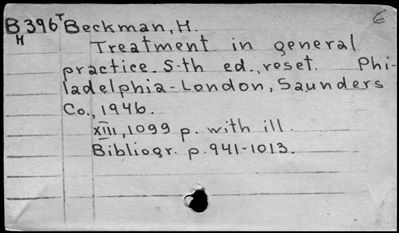 6
B396T Beckman, H.
H
Treatment in general
practice. 5-th ed., reset. Phi-
ladelphia-London, Saunders
Co., 1946.
XIII, 1099 p. with ill.
Bibliogr. p. 941-1013.